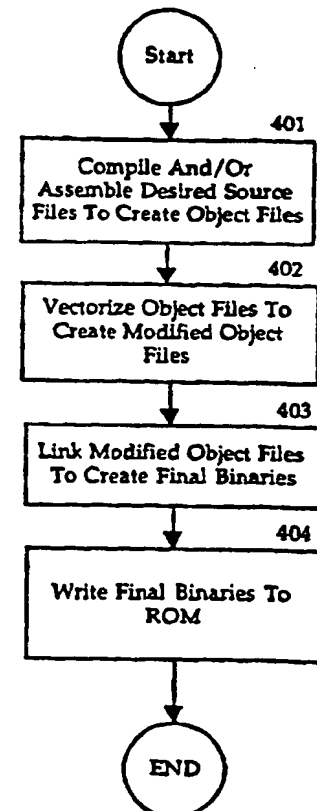 Start
401
Compile And/Or
Assemble Desired Source
Files To Create Object Files
402
Vectorize Object Files To
Create Modified Object
Files
403
Link Modified Object Files
To Create Final Binaries
404
Write Final Binaries To
ROM
END